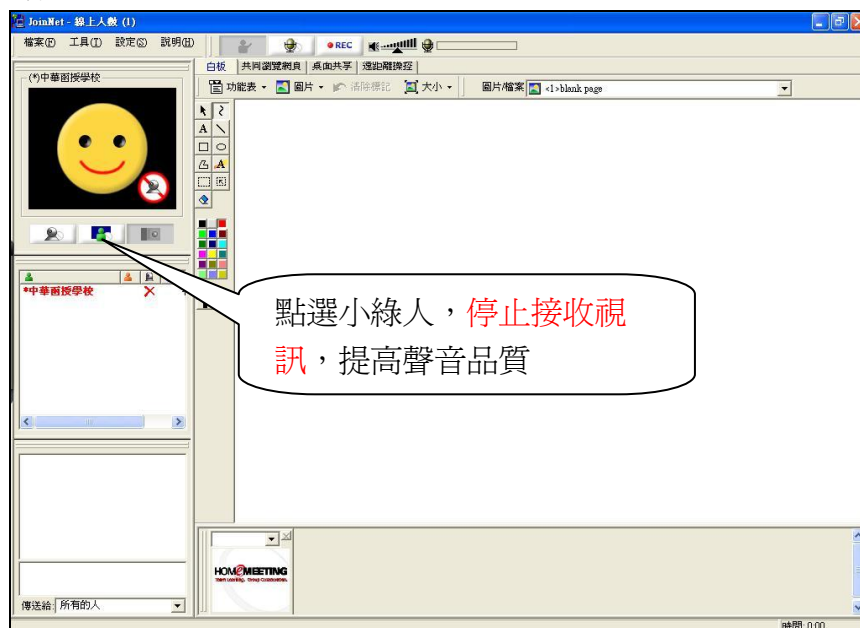 JoinNet - 線上人數 (1)
檔案(F) 工具(I) 設定(S) 說明(H)
REC
白板 共同瀏覽網頁 桌面共享 遠距離操控
(*)中華函授學校
功能表 圖片 清除標記 大小 圖片/檔案 <1>blank page
*中華函授學校
點選小綠人，停止接收視
訊，提高聲音品質
HOMEMEETING
傳送給: 所有的人
時間: 0:00